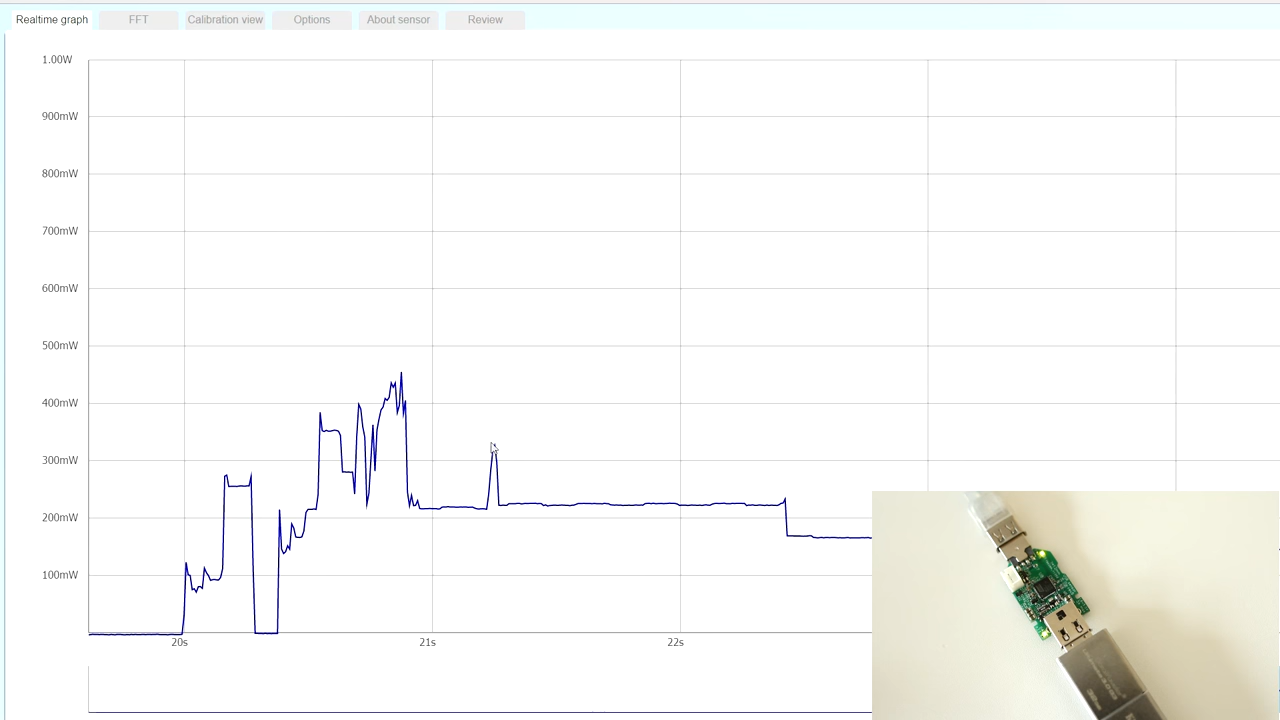 Realtime graph FFT Calibration view Options About sensor Review
1.00W
900mW
800mW
700mW
600mW
500mW
400mW
300mW
200mW
100mW
20s 21s 22s